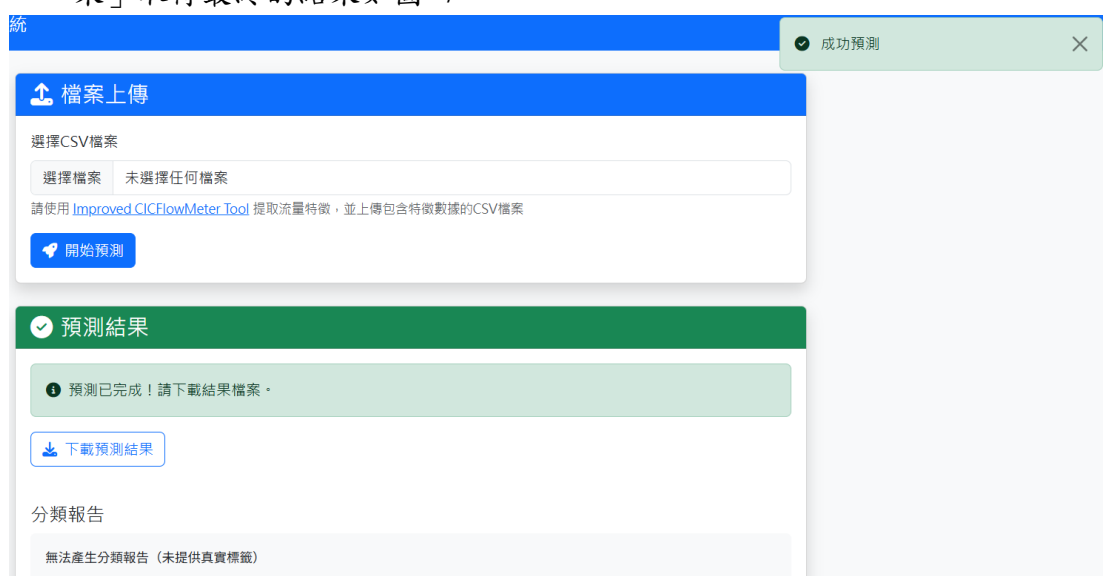 統
成功預測
檔案上傳
選擇CSV檔案
選擇檔案 未選擇任何檔案
請使用 Improved CICFlowMeter Tool 提取流量特徵，並上傳包含特徵數據的CSV檔案
開始預測
預測結果
預測已完成！請下載結果檔案。
下載預測結果
分類報告
無法產生分類報告（未提供真實標籤）